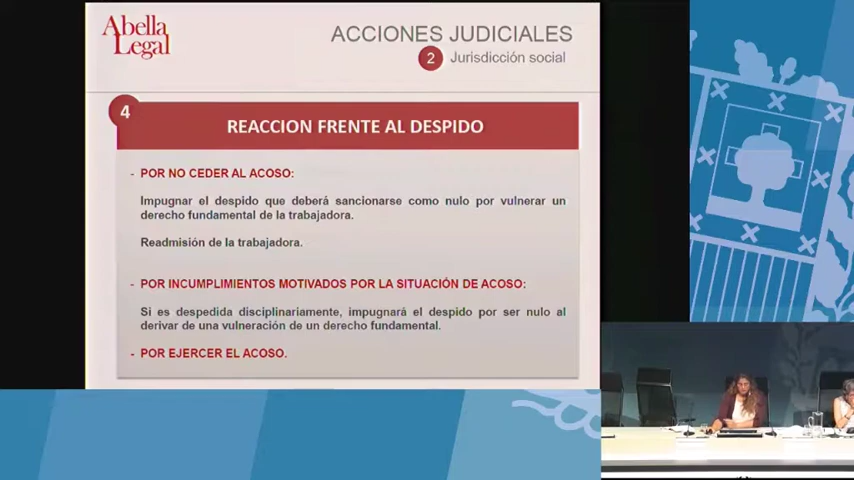 Abella
Legal
ACCIONES JUDICIALES
2 Jurisdicción social
4
REACCION FRENTE AL DESPIDO
- POR NO CEDER AL ACOSO:
Impugnar el despido que deberá sancionarse como nulo por vulnerar un
derecho fundamental de la trabajadora.
Readmisión de la trabajadora.
- POR INCUMPLIMIENTOS MOTIVADOS POR LA SITUACIÓN DE ACOSO:
Si es despedida disciplinariamente, impugnará el despido por ser nulo al
derivar de una vulneración de un derecho fundamental.
- POR EJERCER EL ACOSO.